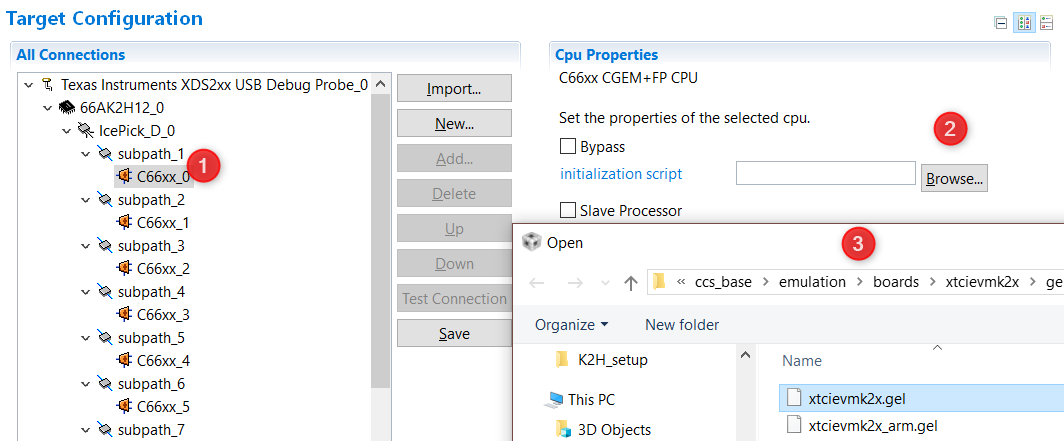 Target Configuration
All Connections
Texas Instruments XDS2xx USB Debug Probe_0
66AK2H12_0
IcePick_D_0
subpath_1
C66xx_0
1
subpath_2
C66xx_1
subpath_3
C66xx_2
subpath_4
C66xx_3
subpath_5
C66xx_4
subpath_6
C66xx_5
subpath_7
Import...
New...
Add...
Delete
Up
Down
Test Connection
Save
Cpu Properties
C66xx CGEM+FP CPU
Set the properties of the selected cpu.
2
Bypass
initialization script
Browse...
Slave Processor
Open
3
« ccs_base › emulation › boards › xtcievmk2x › ge
Organize
New folder
K2H_setup
This PC
3D Objects
Name
xtcievmk2x.gel
xtcievmk2x_arm.gel